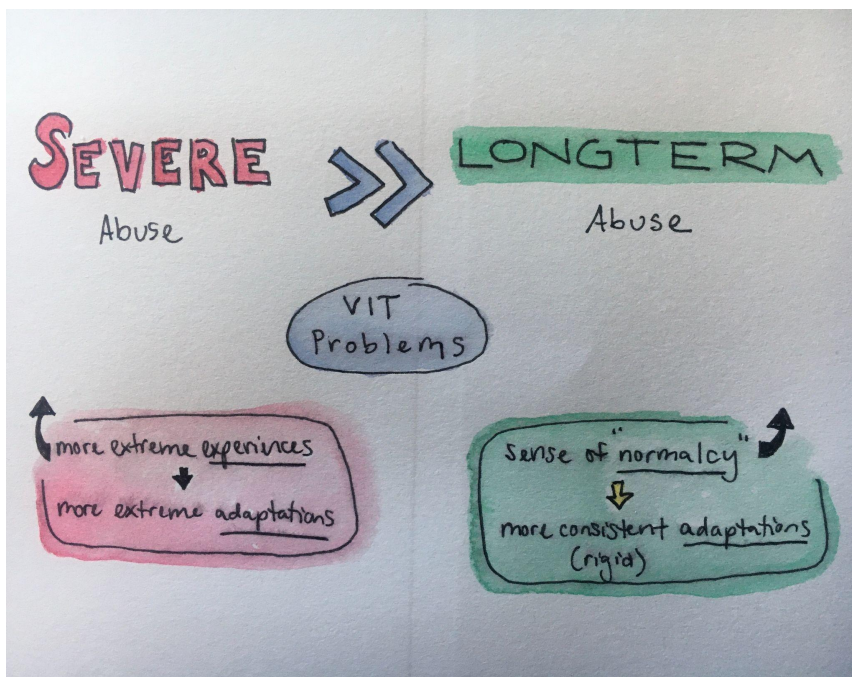 SEVERE
Abuse
LONGTERM
Abuse
VIT
Problems
more extreme experiences
more extreme adaptations
sense of "normalcy"
more consistent adaptations
(rigid)